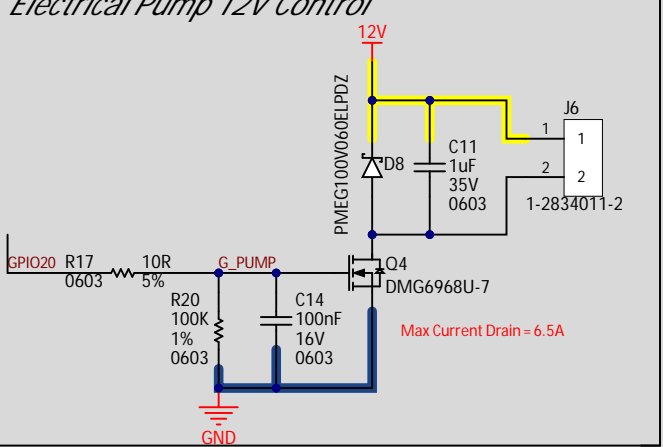 Electrical Pump 12V Control
12V
PMEG100V060ELPDZ
J6
D8
C11
1uF
35V
0603
1
1
2
2
1-2834011-2
GPIO20
R17
0603
10R
5%
G_PUMP
Q4
DMG6968U-7
R20
100K
1%
0603
C14
100nF
16V
0603
Max Current Drain = 6.5A
GND